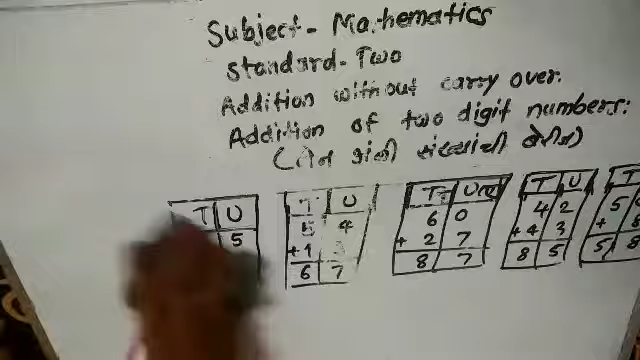 Subject - Mathematics
Standard - Two
Addition without carry over.
Addition of two digit numbers:
T U T U T U T U T
5 5 4 6 0 4 2 5
+ 1 + 2 7 + 4 3 +
6 7 8 7 8 5 5 8